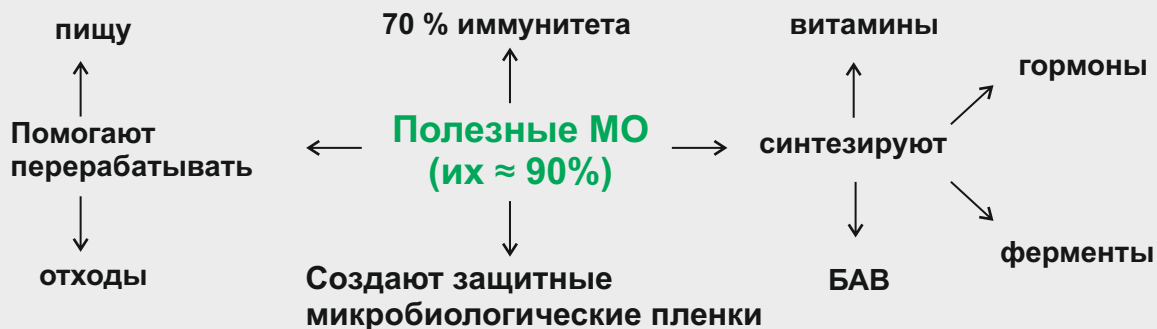 пищу
70 % иммунитета
витамины
гормоны
Помогают
перерабатывать
Полезные МО
(их ≈ 90%)
синтезируют
отходы
Создают защитные
микробиологические пленки
БАВ
ферменты